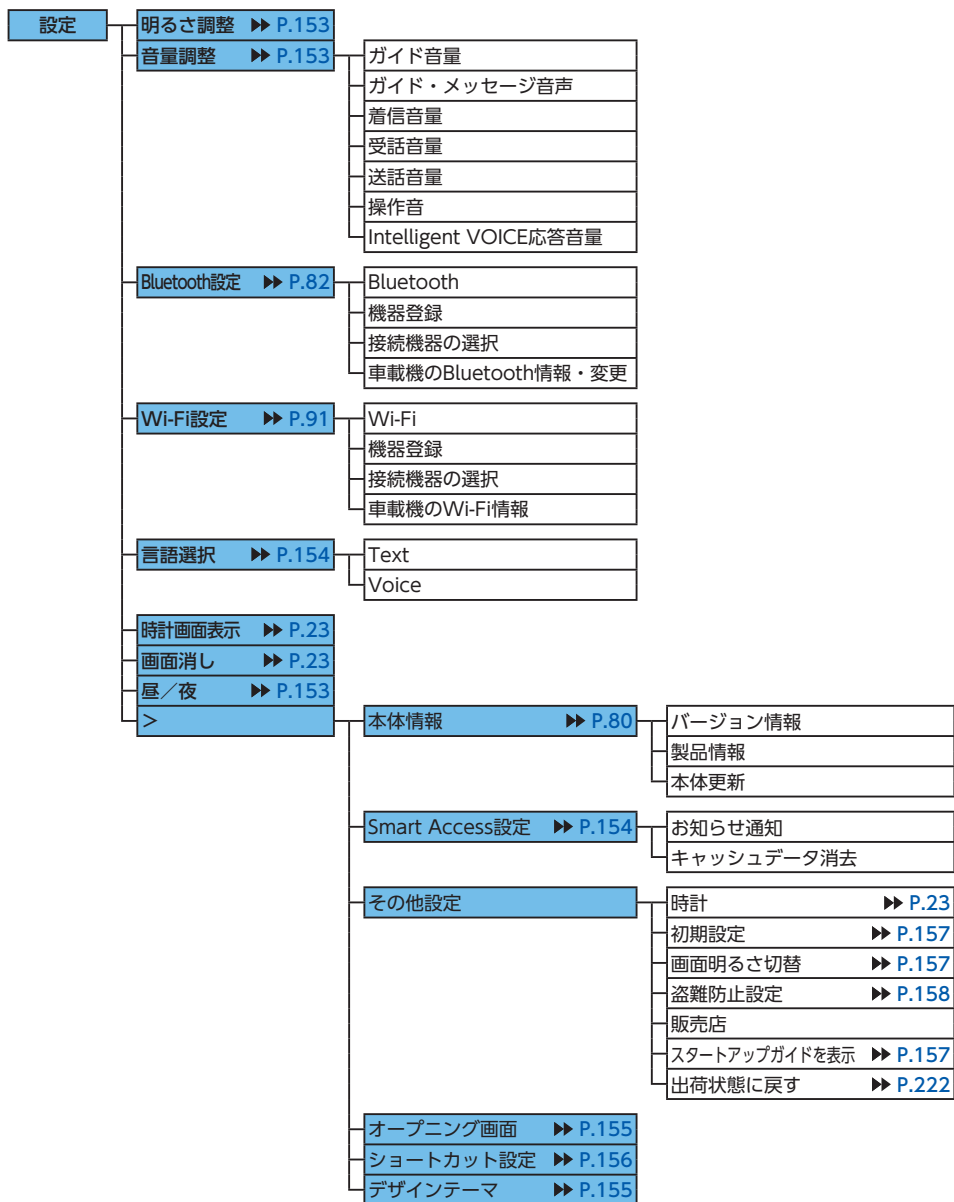 設定
明るさ調整 ▶▶ P.153
音量調整 ▶▶ P.153
ガイド音量
ガイド・メッセージ音声
着信音量
受話音量
送話音量
操作音
Intelligent VOICE応答音量
Bluetooth設定 ▶▶ P.82
Bluetooth
機器登録
接続機器の選択
車載機のBluetooth情報・変更
Wi-Fi設定 ▶▶ P.91
Wi-Fi
機器登録
接続機器の選択
車載機のWi-Fi情報
言語選択 ▶▶ P.154
Text
Voice
時計画面表示 ▶▶ P.23
画面消し ▶▶ P.23
昼／夜 ▶▶ P.153
>
本体情報 ▶▶ P.80
バージョン情報
製品情報
本体更新
Smart Access設定 ▶▶ P.154
お知らせ通知
キャッシュデータ消去
その他設定
時計 ▶▶ P.23
初期設定 ▶▶ P.157
画面明るさ切替 ▶▶ P.157
盗難防止設定 ▶▶ P.158
販売店
スタートアップガイドを表示 ▶▶ P.157
出荷状態に戻す ▶▶ P.222
オープニング画面 ▶▶ P.155
ショートカット設定 ▶▶ P.156
デザインテーマ ▶▶ P.155